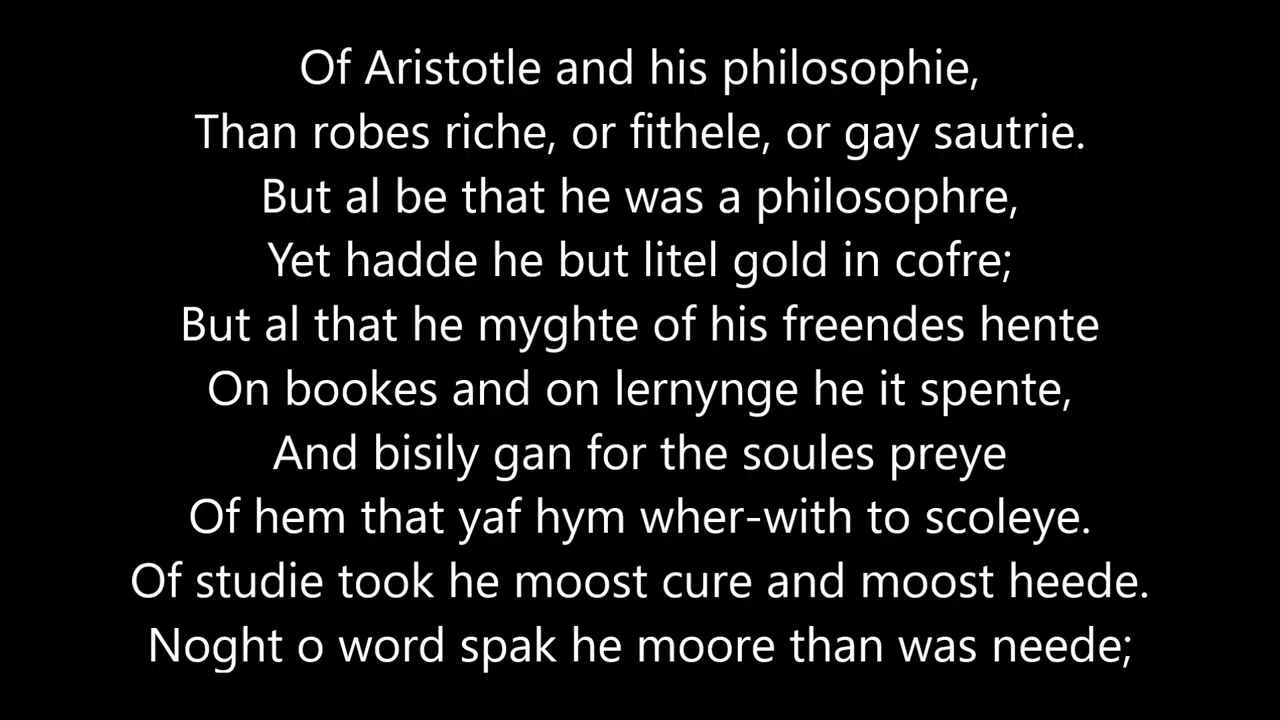 Of Aristotle and his philosophie,
Than robes riche, or fithele, or gay sautrie.
But al be that he was a philosophre,
Yet hadde he but litel gold in cofre;
But al that he myghte of his freendes hente
On bookes and on lernynge he it spente,
And bisily gan for the soules preye
Of hem that yaf hym wher-with to scoleye.
Of studie took he moost cure and moost heede.
Noght o word spak he moore than was neede;